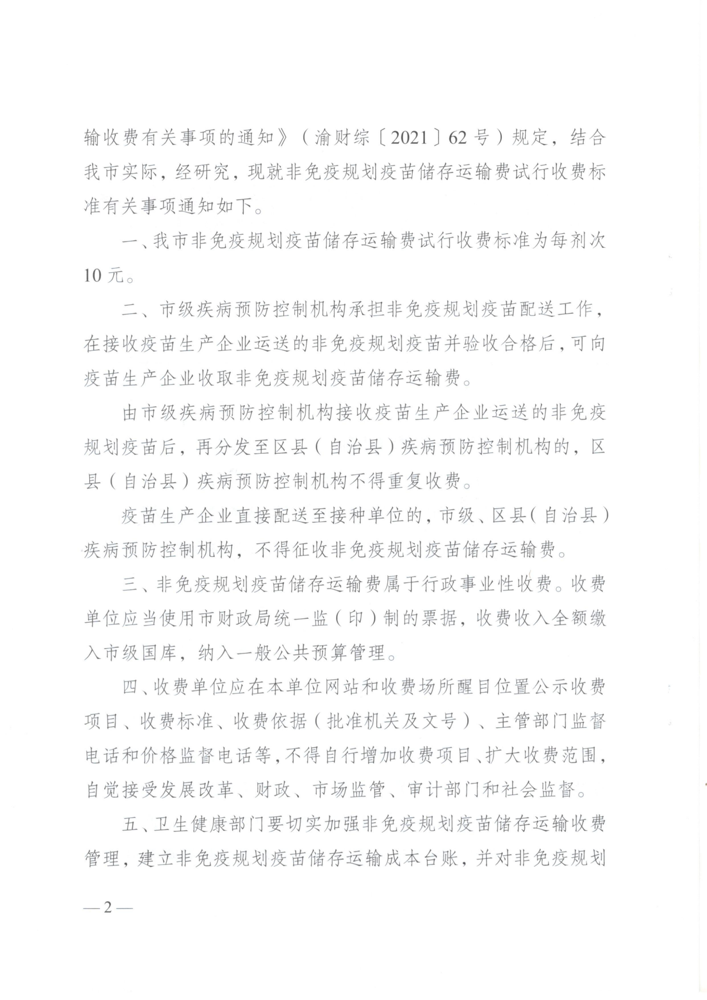 输收费有关事项的通知》（渝财综〔2021〕62号）规定，结合
我市实际，经研究，现就非免疫规划疫苗储存运输费试行收费标
准有关事项通知如下。
一、我市非免疫规划疫苗储存运输费试行收费标准为每剂次
10元。
二、市级疾病预防控制机构承担非免疫规划疫苗配送工作，
在接收疫苗生产企业运送的非免疫规划疫苗并验收合格后，可向
疫苗生产企业收取非免疫规划疫苗储存运输费。
由市级疾病预防控制机构接收疫苗生产企业运送的非免疫
规划疫苗后，再分发至区县（自治县）疾病预防控制机构的，区
县（自治县）疾病预防控制机构不得重复收费。
疫苗生产企业直接配送至接种单位的，市级、区县（自治县）
疾病预防控制机构，不得征收非免疫规划疫苗储存运输费。
三、非免疫规划疫苗储存运输费属于行政事业性收费。收费
单位应当使用市财政局统一监（印）制的票据，收费收入全额缴
入市级国库，纳入一般公共预算管理。
四、收费单位应在本单位网站和收费场所醒目位置公示收费
项目、收费标准、收费依据（批准机关及文号）、主管部门监督
电话和价格监督电话等，不得自行增加收费项目、扩大收费范围，
自觉接受发展改革、财政、市场监管、审计部门和社会监督。
五、卫生健康部门要切实加强非免疫规划疫苗储存运输收费
管理，建立非免疫规划疫苗储存运输成本台账，并对非免疫规划
— 2 —